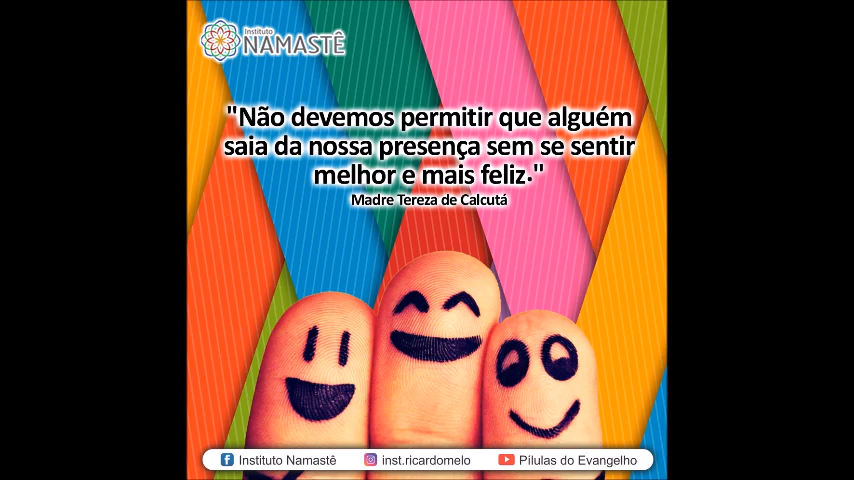 Instituto
NAMASTÊ
"Não devemos permitir que alguém
saia da nossa presença sem se sentir
melhor e mais feliz."
Madre Tereza de Calcutá
Instituto Namastê inst.ricardomelo Pílulas do Evangelho